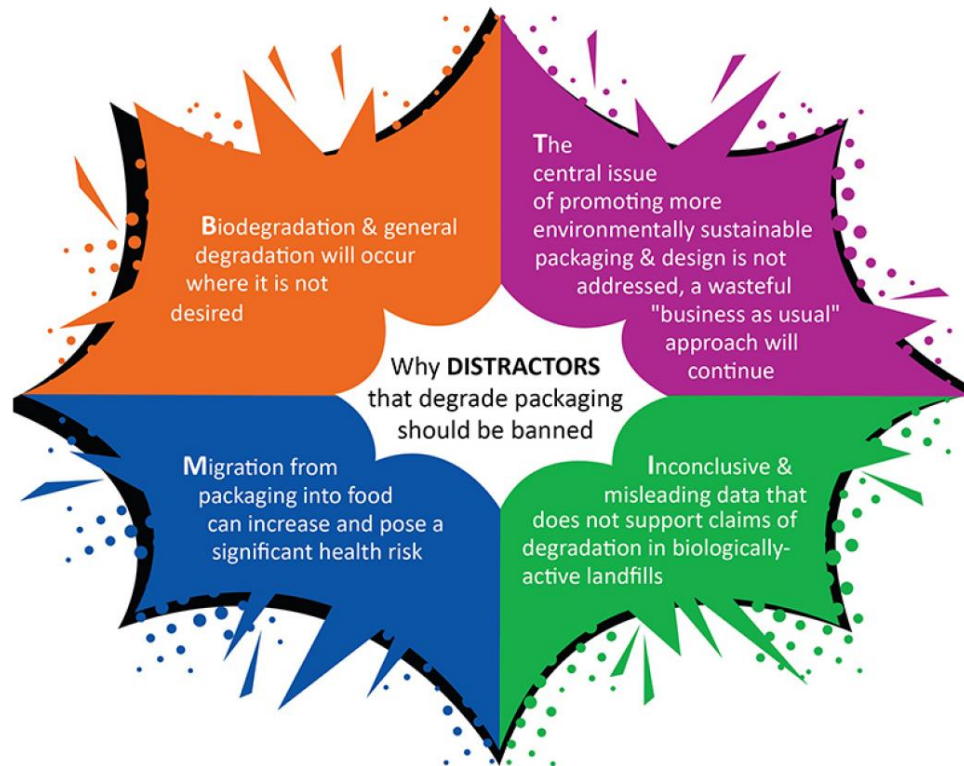 Biodegradation & general
degradation will occur
where it is not
desired
The
central issue
of promoting more
environmentally sustainable
packaging & design is not
addressed, a wasteful
"business as usual"
approach will
continue
Why DISTRACTORS
that degrade packaging
should be banned
Migration from
packaging into food
can increase and pose a
significant health risk
Inconclusive &
misleading data that
does not support claims of
degradation in biologically-
active landfills